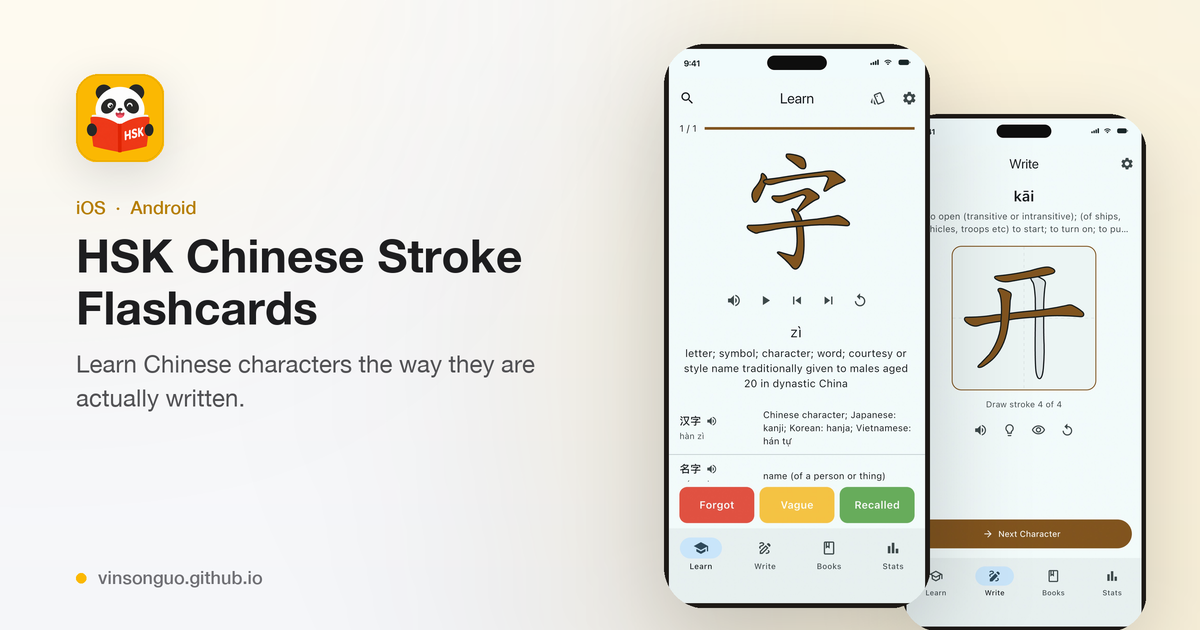 HSK
iOS · Android
HSK Chinese Stroke
Flashcards
Learn Chinese characters the way they are
actually written.
vinsonguo.github.io
9:41
Learn
1 / 1
字
zì
letter; symbol; character; word; courtesy or
style name traditionally given to males aged
20 in dynastic China
汉字
hàn zì
Chinese character; Japanese:
kanji; Korean: hanja; Vietnamese:
hán tự
名字
name (of a person or thing)
Forgot
Vague
Recalled
Learn
Write
Books
Stats
41
Write
kāi
o open (transitive or intransitive); (of ships,
hicles, troops etc) to start; to turn on; to pu...
开
Draw stroke 4 of 4
Next Character
Learn
Write
Books
Stats